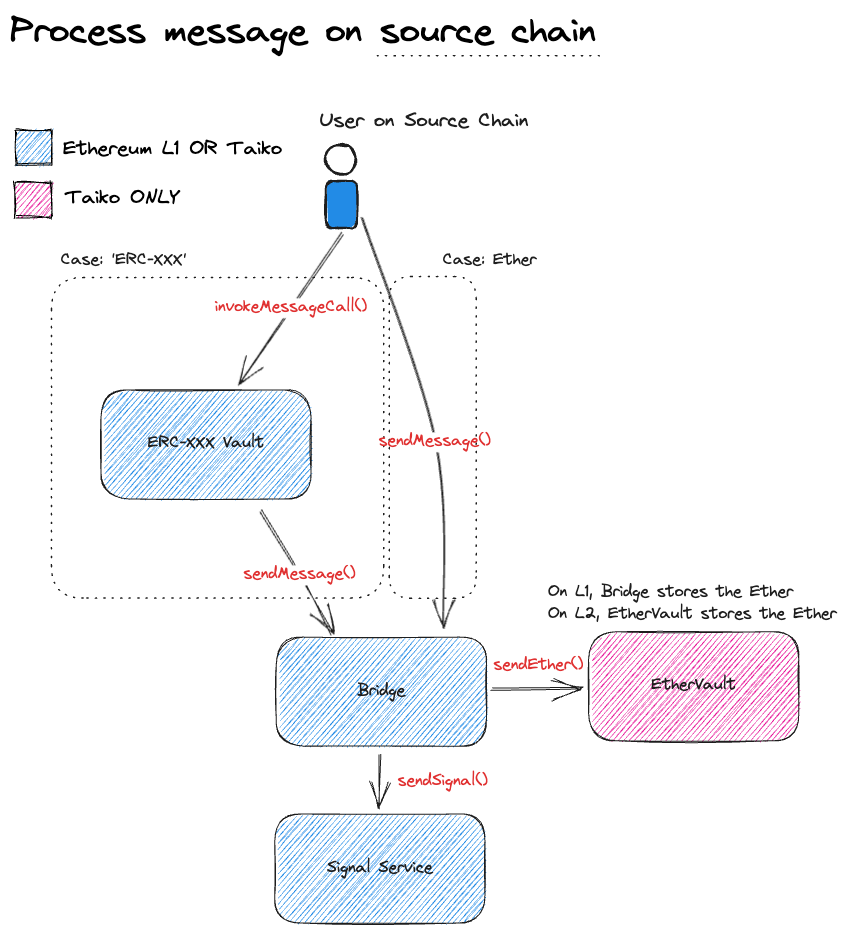 Process message on source chain
User on Source Chain
Ethereum L1 OR Taiko
Taiko ONLY
Case: 'ERC-XXX'
Case: Ether
invokeMessageCall()
ERC-XXX Vault
sendMessage()
sendMessage()
On L1, Bridge stores the Ether
On L2, EtherVault stores the Ether
sendEther()
Bridge
EtherVault
sendSignal()
Signal Service